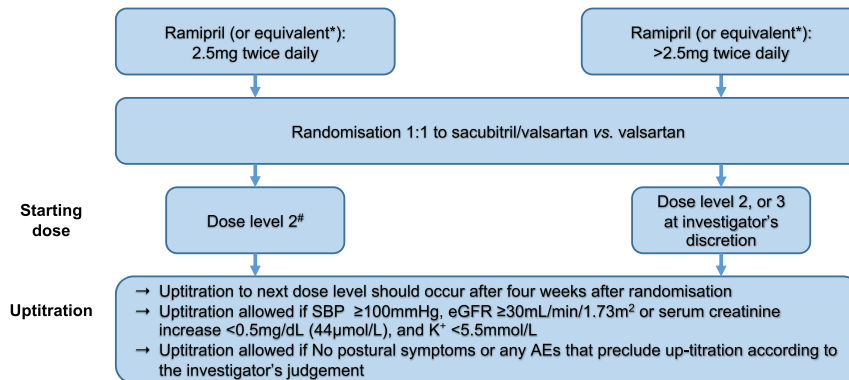 Ramipril (or equivalent*):
2.5mg twice daily
Ramipril (or equivalent*):
>2.5mg twice daily
Randomisation 1:1 to sacubitril/valsartan vs. valsartan
Starting
dose
Dose level 2#
Dose level 2, or 3
at investigator's
discretion
Uptitration
→ Uptitration to next dose level should occur after four weeks after randomisation
→ Uptitration allowed if SBP ≥100mmHg, eGFR ≥30mL/min/1.73m² or serum creatinine
increase <0.5mg/dL (44µmol/L), and K⁺ <5.5mmol/L
→ Uptitration allowed if No postural symptoms or any AEs that preclude up-titration according to
the investigator's judgement